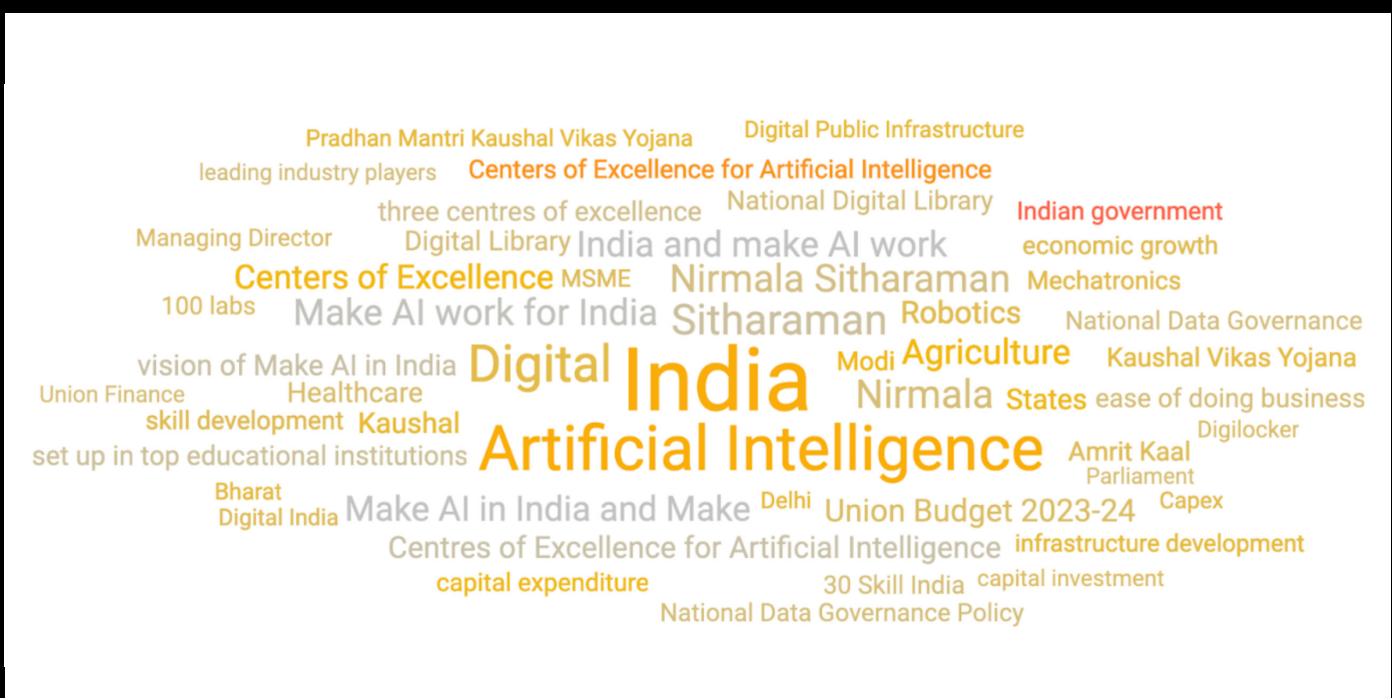 Digital Public Infrastructure
Pradhan Mantri Kaushal Vikas Yojana
leading industry players
Centers of Excellence for Artificial Intelligence
National Digital Library
three centres of excellence
Indian government
Managing Director
Digital Library
India and make AI work
economic growth
Centers of Excellence
MSME
Nirmala Sitharaman
Mechatronics
100 labs
Make AI work for India
Sitharaman
Robotics
National Data Governance
vision of Make AI in India
Digital
India
Modi
Agriculture
Kaushal Vikas Yojana
Union Finance
Healthcare
Nirmala
States
ease of doing business
skill development
Kaushal
Digilocker
set up in top educational institutions
Artificial Intelligence
Amrit Kaal
Parliament
Bharat
Digital India
Make AI in India and Make
Delhi
Union Budget 2023-24
Capex
Centres of Excellence for Artificial Intelligence
infrastructure development
capital expenditure
30 Skill India
capital investment
National Data Governance Policy